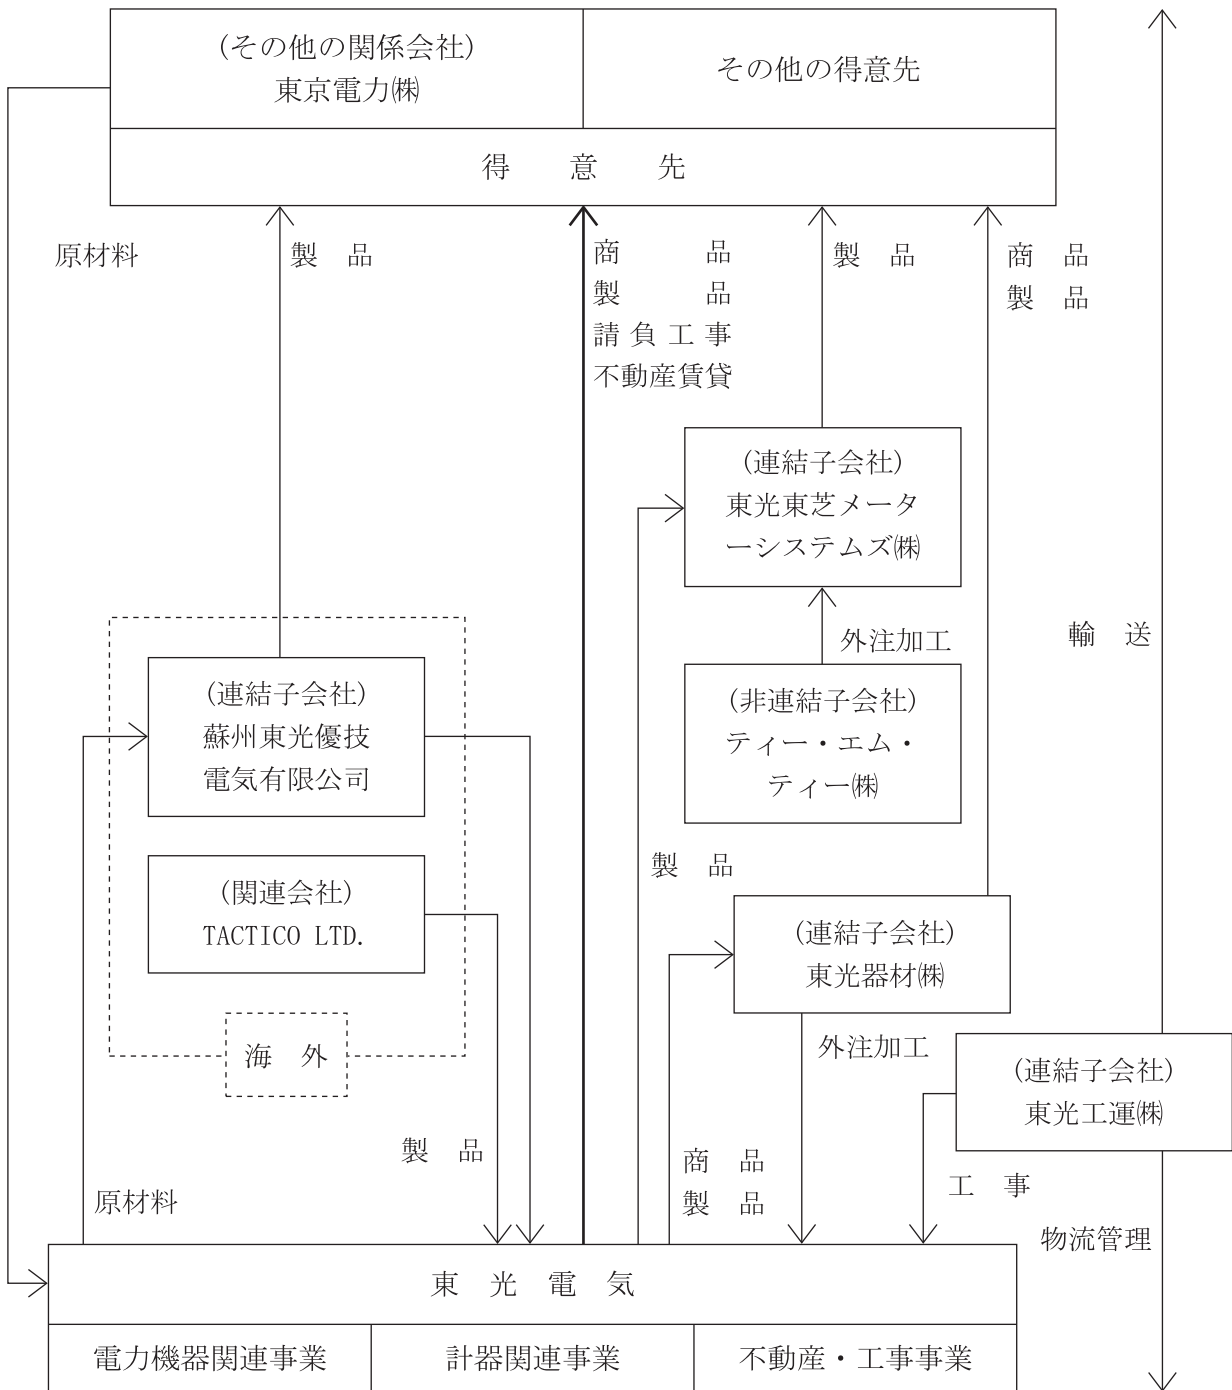 (その他の関係会社)
東京電力㈱
その他の得意先
得 意 先
原材料
製 品
商 品
製 品
請負工事
不動産賃貸
製 品
商 品
製 品
(連結子会社)
東光東芝メータ
ーシステムズ㈱
外注加工
輸 送
(連結子会社)
蘇州東光優技
電気有限公司
(非連結子会社)
ティー・エム・
ティー㈱
製 品
(関連会社)
TACTICO LTD.
(連結子会社)
東光器材㈱
海 外
外注加工
(連結子会社)
東光工運㈱
製 品
商 品
製 品
原材料
工 事
物流管理
東 光 電 気
電力機器関連事業
計器関連事業
不動産・工事事業